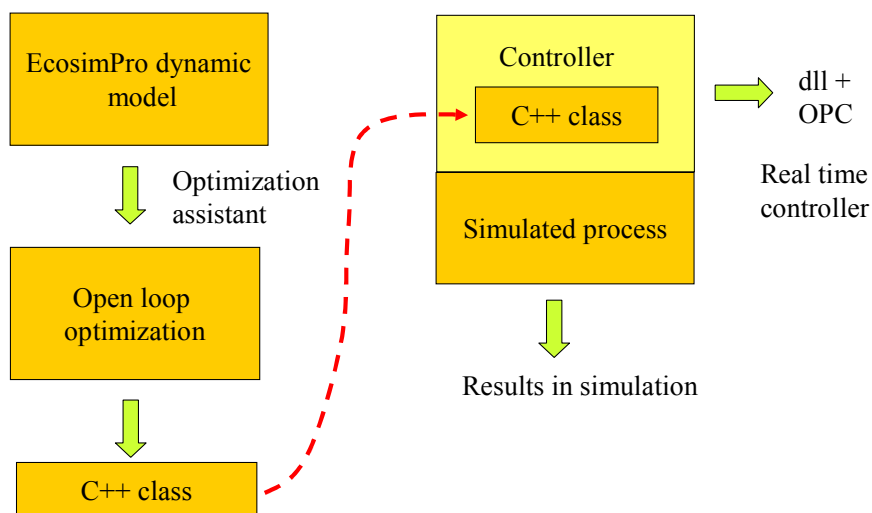 EcosimPro dynamic
model
Optimization
assistant
Open loop
optimization
C++ class
Controller
C++ class
Simulated process
Results in simulation
dll +
OPC
Real time
controller